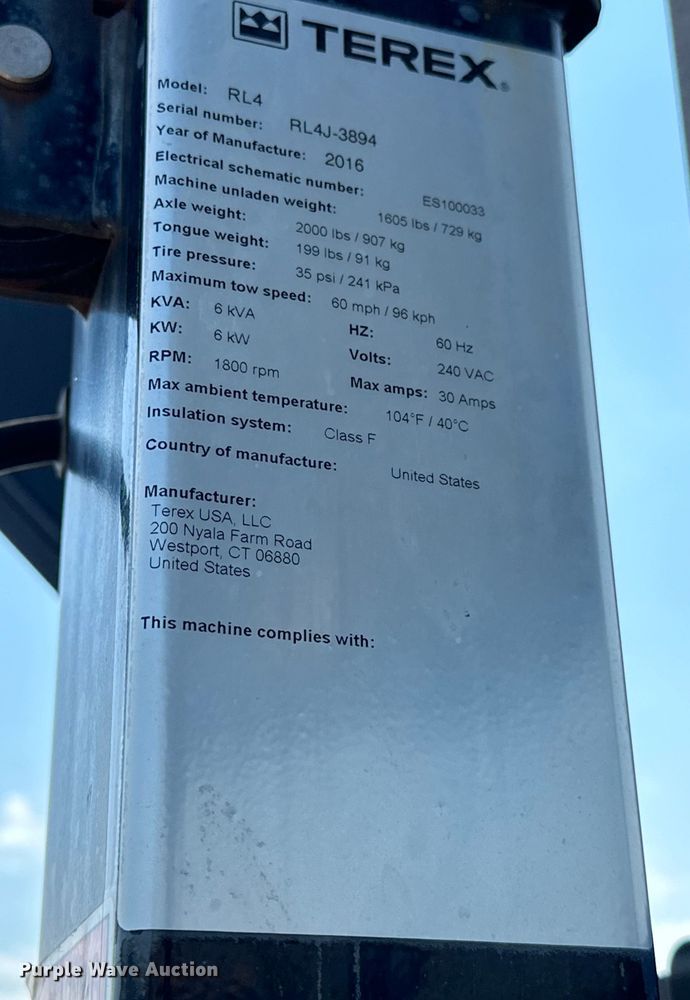 TEREX®
Model: RL4
Serial number: RL4J-3894
Year of Manufacture: 2016
Electrical schematic number: ES100033
Machine unladen weight: 1605 lbs / 729 kg
Axle weight: 2000 lbs / 907 kg
Tongue weight: 199 lbs / 91 kg
Tire pressure: 35 psi / 241 kPa
Maximum tow speed: 60 mph / 96 kph
KVA: 6 kVA HZ: 60 Hz
KW: 6 kW Volts: 240 VAC
RPM: 1800 rpm Max amps: 30 Amps
Max ambient temperature: 104°F / 40°C
Insulation system: Class F
Country of manufacture: United States
Manufacturer:
Terex USA, LLC
200 Nyala Farm Road
Westport, CT 06880
United States
This machine complies with:
Purple Wave Auction